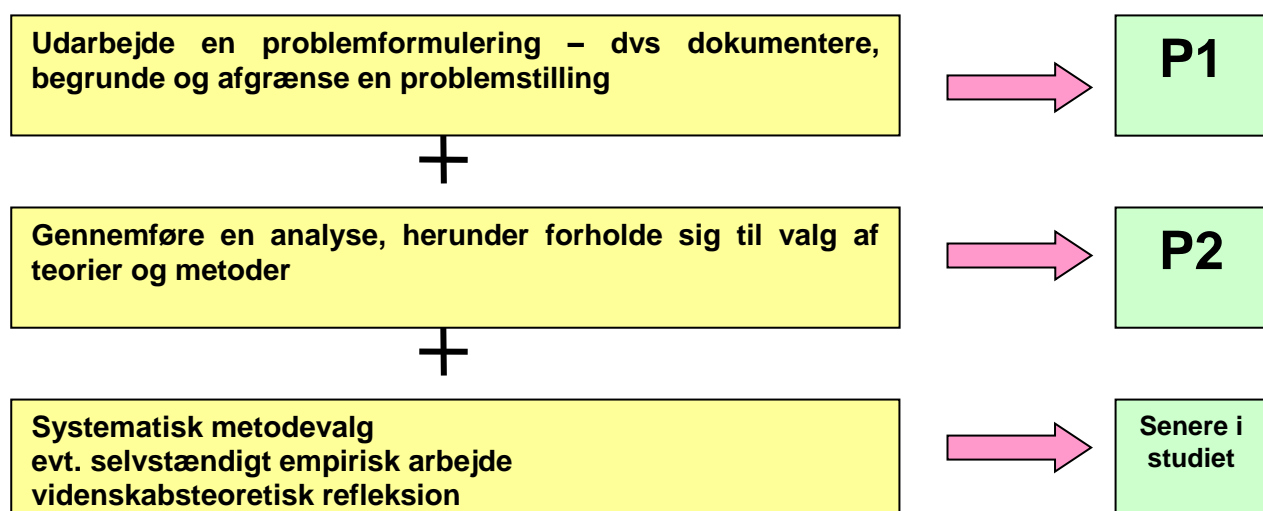 Udarbejde en problemformulering – dvs dokumentere,
begrunde og afgrænse en problemstilling
P1
+
Gennemføre en analyse, herunder forholde sig til valg af
teorier og metoder
P2
+
Systematisk metodevalg
evt. selvstændigt empirisk arbejde
videnskabsteoretisk refleksion
Senere i
studiet